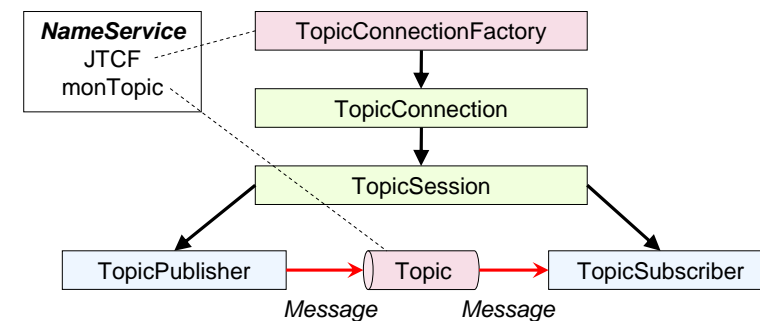 NameService
JTCF
monTopic
TopicConnectionFactory
TopicConnection
TopicSession
TopicPublisher
Topic
TopicSubscriber
Message
Message